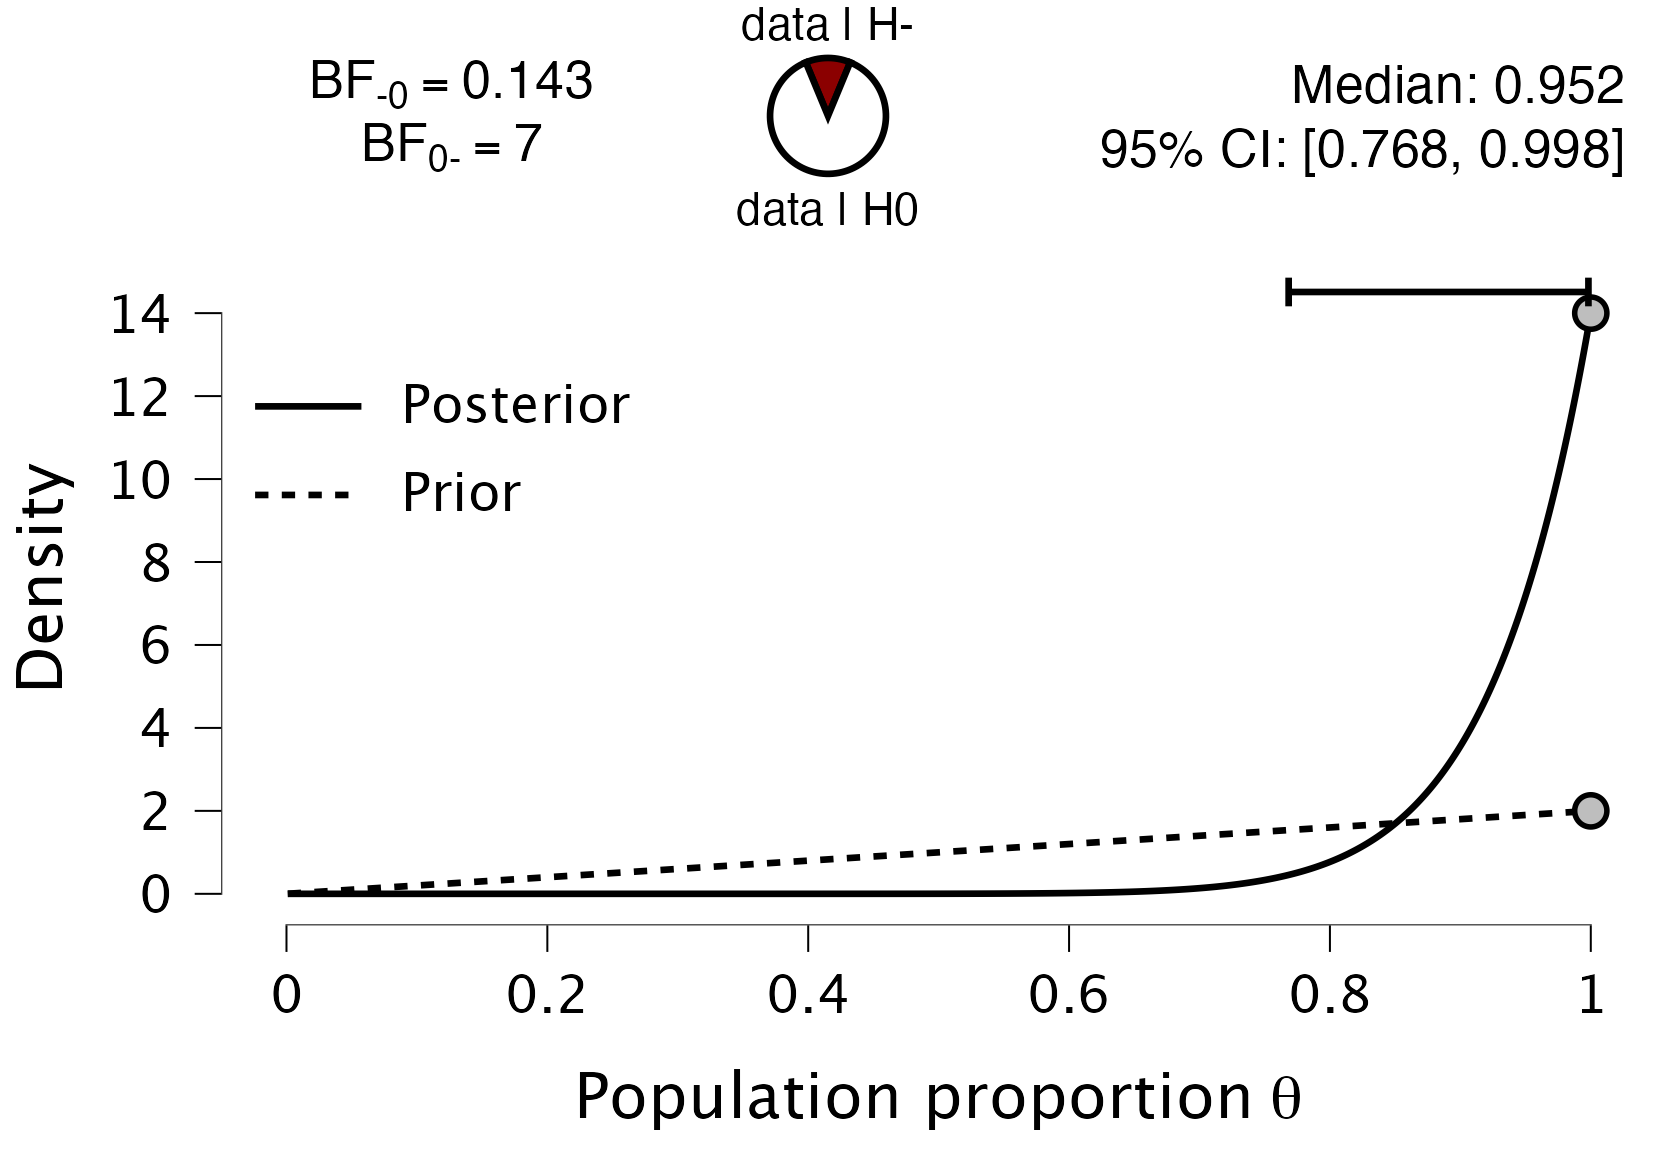 data | H-
BF-0 = 0.143
BF0- = 7
Median: 0.952
95% CI: [0.768, 0.998]
data | H0
14
12
10
8
6
4
2
0
Density
Posterior
Prior
0 0.2 0.4 0.6 0.8 1
Population proportion θ